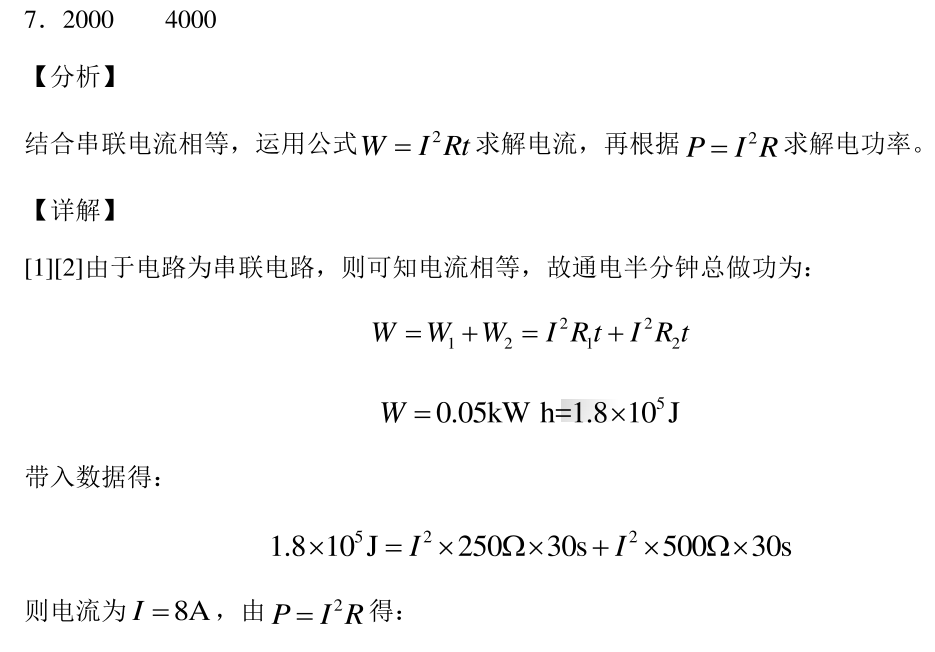 7．2000 4000
【分析】
结合串联电流相等，运用公式W = I²Rt求解电流，再根据P = I²R求解电功率。
【详解】
[1][2]由于电路为串联电路，则可知电流相等，故通电半分钟总做功为：
W = W₁ + W₂ = I²R₁t + I²R₂t
W = 0.05kW h=1.8×10⁵J
带入数据得：
1.8×10⁵J = I²×250Ω×30s + I²×500Ω×30s
则电流为I = 8A，由P = I²R得：